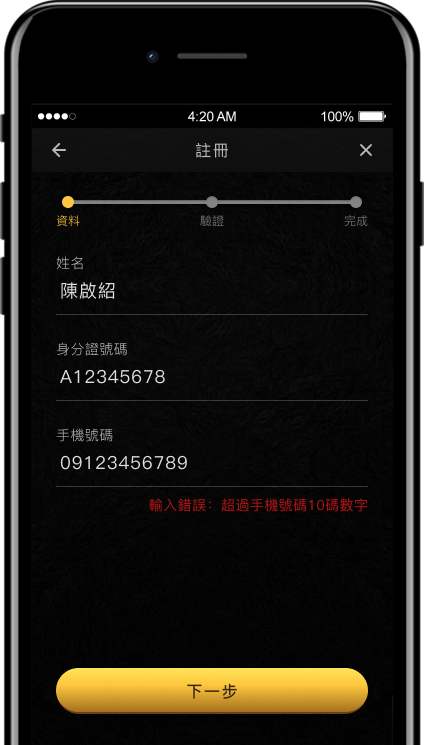 4:20 AM 100%
註冊
資料 驗證 完成
姓名
陳啟紹
身分證號碼
A12345678
手機號碼
09123456789
輸入錯誤：超過手機號碼10碼數字
下一步